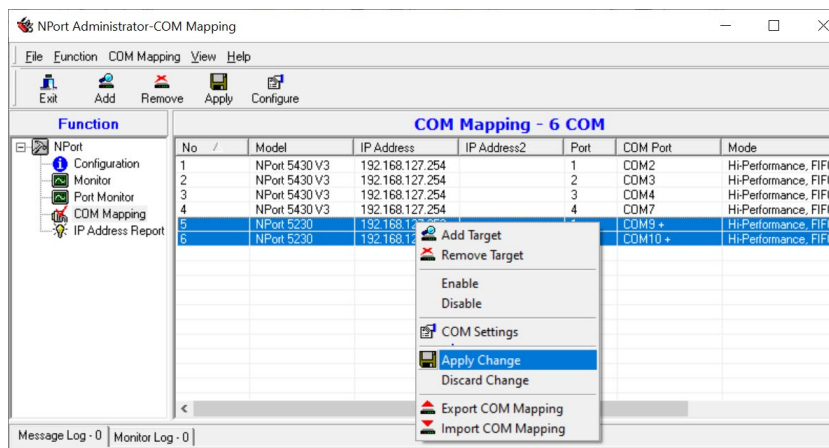 NPort Administrator-COM Mapping
File Function COM Mapping View Help
Exit Add Remove Apply Configure
Function
COM Mapping - 6 COM
NPort
Configuration
Monitor
Port Monitor
COM Mapping
IP Address Report
No Model IP Address IP Address2 Port COM Port Mode
1 NPort 5430 V3 192.168.127.254 1 COM2 Hi-Performance, FIF
2 NPort 5430 V3 192.168.127.254 2 COM3 Hi-Performance, FIF
3 NPort 5430 V3 192.168.127.254 3 COM4 Hi-Performance, FIF
4 NPort 5430 V3 192.168.127.254 4 COM7 Hi-Performance, FIF
5 NPort 5230 COM9 + Hi-Performance, FIF
6 NPort 5230 192.168.12 COM10 + Hi-Performance, FIF
Add Target
Remove Target
Enable
Disable
COM Settings
Apply Change
Discard Change
Export COM Mapping
Import COM Mapping
Message Log - 0 Monitor Log - 0